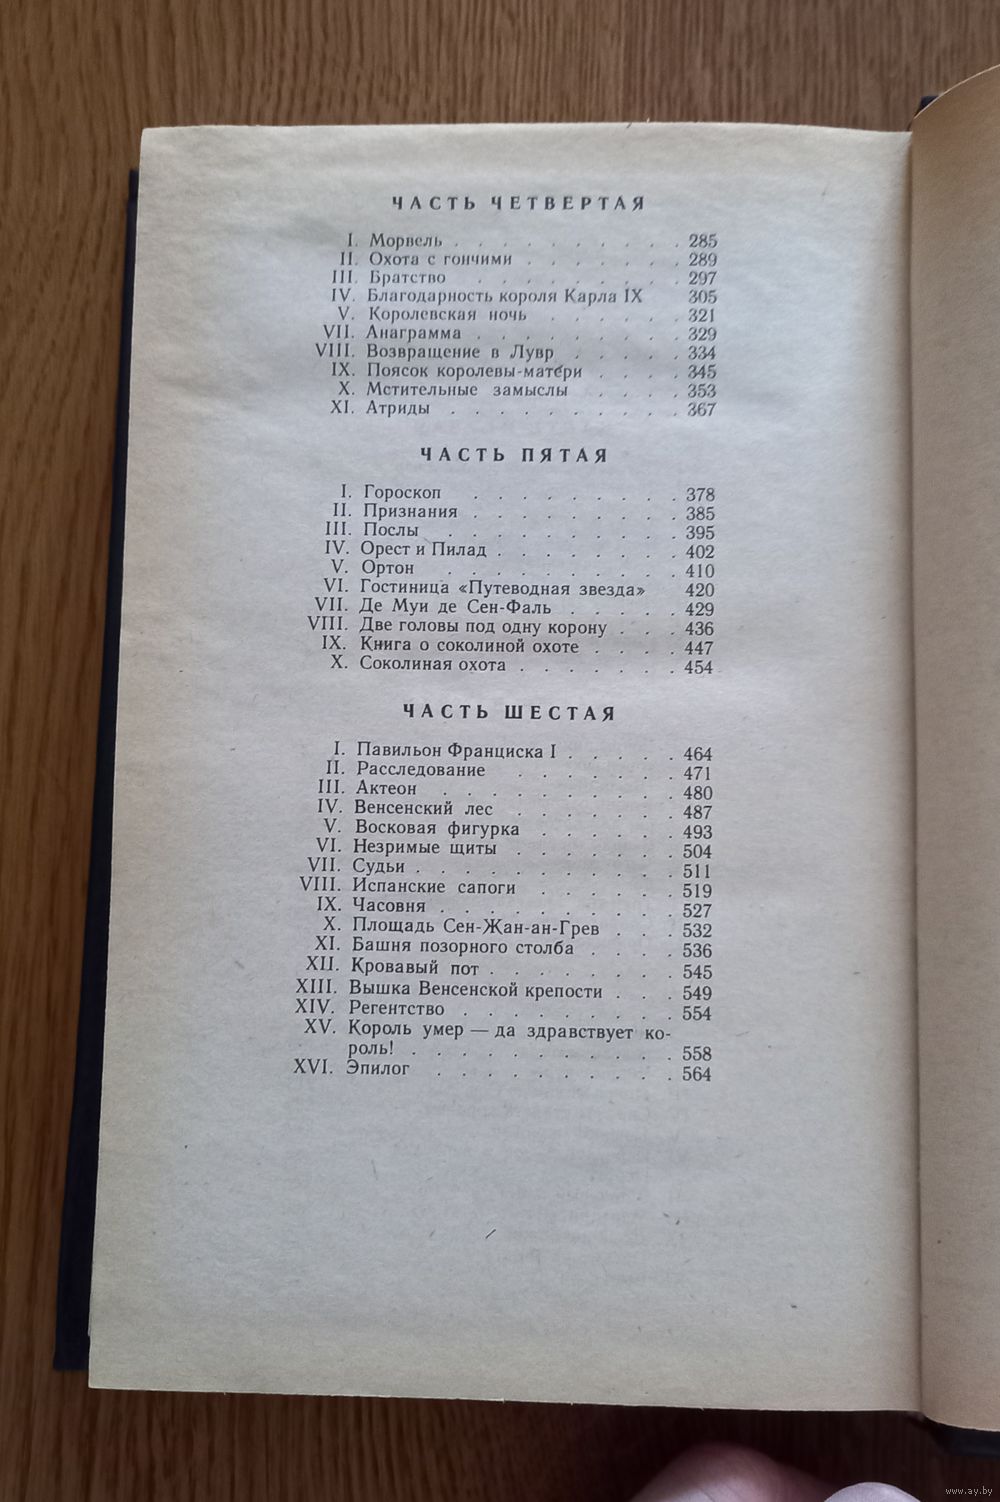 ЧАСТЬ ЧЕТВЕРТАЯ
I. Морвель . . . . . . . . . . 285
II. Охота с гончими . . . . . . . 289
III. Братство . . . . . . . . . 297
IV. Благодарность короля Карла IX 305
V. Королевская ночь . . . . . . 321
VII. Анаграмма . . . . . . . . . 329
VIII. Возвращение в Лувр . . . . . 334
IX. Поясок королевы-матери . . . . 345
X. Мстительные замыслы . . . . 353
XI. Атриды . . . . . . . . . . 367
ЧАСТЬ ПЯТАЯ
I. Гороскоп . . . . . . . . . 378
II. Признания . . . . . . . . . 385
III. Послы . . . . . . . . . . 395
IV. Орест и Пилад . . . . . . . . 402
V. Ортон . . . . . . . . . . 410
VI. Гостиница «Путеводная звезда» 420
VII. Де Муи де Сен-Фаль . . . . . 429
VIII. Две головы под одну корону . . . 436
IX. Книга о соколиной охоте . . . . 447
X. Соколиная охота . . . . . . . 454
ЧАСТЬ ШЕСТАЯ
I. Павильон Франциска I . . . . . 464
II. Расследование . . . . . . . 471
III. Актеон . . . . . . . . . . 480
IV. Венсенский лес . . . . . . . 487
V. Восковая фигурка . . . . . . 493
VI. Незримые щиты . . . . . . . 504
VII. Судьи . . . . . . . . . . . 511
VIII. Испанские сапоги . . . . . . 519
IX. Часовня . . . . . . . . . . 527
X. Площадь Сен-Жан-ан-Грев . . . 532
XI. Башня позорного столба . . . . 536
XII. Кровавый пот . . . . . . . . 545
XIII. Вышка Венсенской крепости . . . 549
XIV. Регентство . . . . . . . . . 554
XV. Король умер — да здравствует ко-
роль! . . . . . . . . . . . 558
XVI. Эпилог . . . . . . . . . . 564
www.ay.by